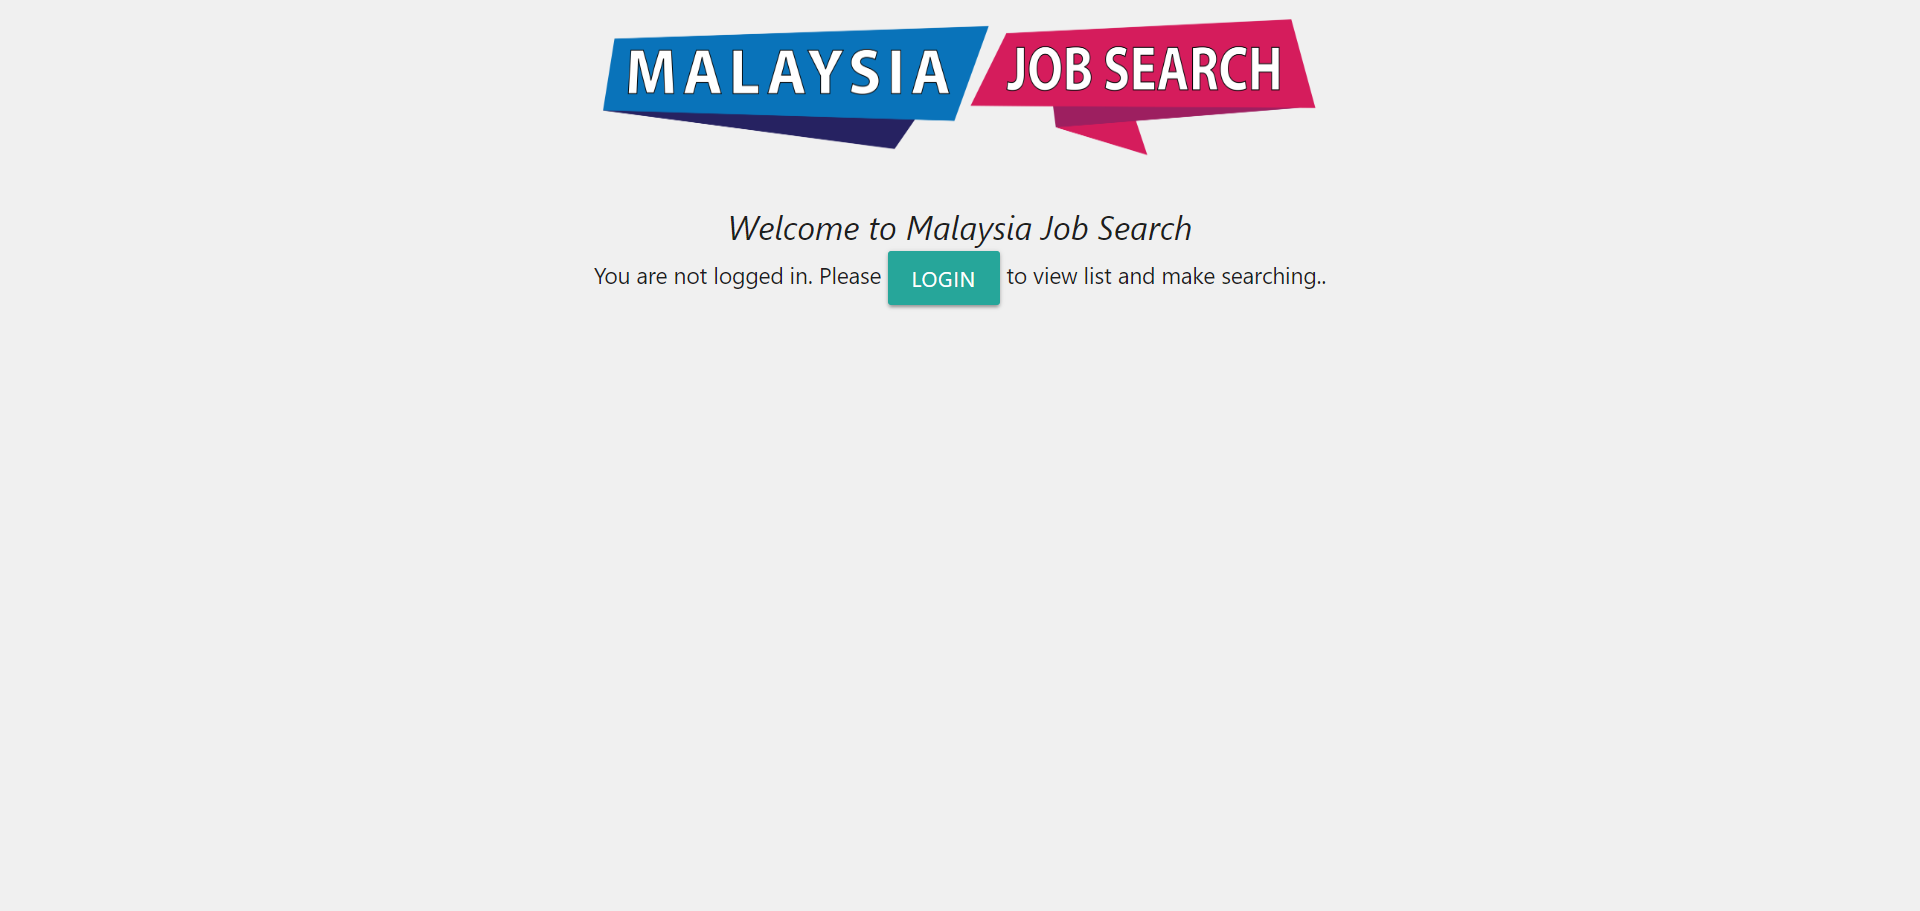 MALAYSIA JOB SEARCH
Welcome to Malaysia Job Search
You are not logged in. Please LOGIN to view list and make searching..